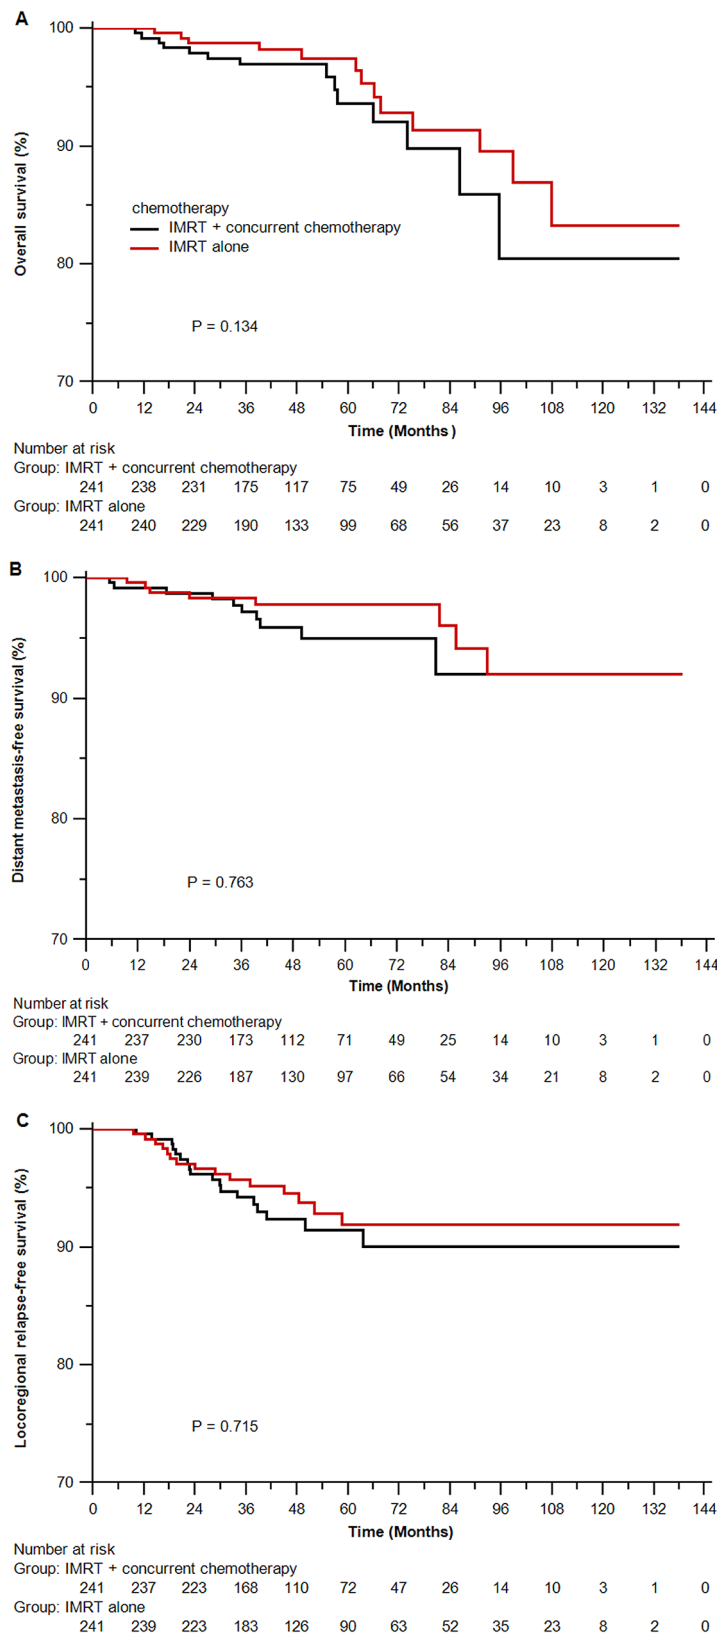 A
100
90
80
70
Overall survival (%)
chemotherapy
IMRT + concurrent chemotherapy
IMRT alone
P = 0.134
0 12 24 36 48 60 72 84 96 108 120 132 144
Time (Months)
Number at risk
Group: IMRT + concurrent chemotherapy
241 238 231 175 117 75 49 26 14 10 3 1 0
Group: IMRT alone
241 240 229 190 133 99 68 56 37 23 8 2 0
B
100
90
80
70
Distant metastasis-free survival (%)
P = 0.763
0 12 24 36 48 60 72 84 96 108 120 132 144
Time (Months)
Number at risk
Group: IMRT + concurrent chemotherapy
241 237 230 173 112 71 49 25 14 10 3 1 0
Group: IMRT alone
241 239 226 187 130 97 66 54 34 21 8 2 0
C
100
90
80
70
Locoregional relapse-free survival (%)
P = 0.715
0 12 24 36 48 60 72 84 96 108 120 132 144
Time (Months)
Number at risk
Group: IMRT + concurrent chemotherapy
241 237 223 168 110 72 47 26 14 10 3 1 0
Group: IMRT alone
241 239 223 183 126 90 63 52 35 23 8 2 0